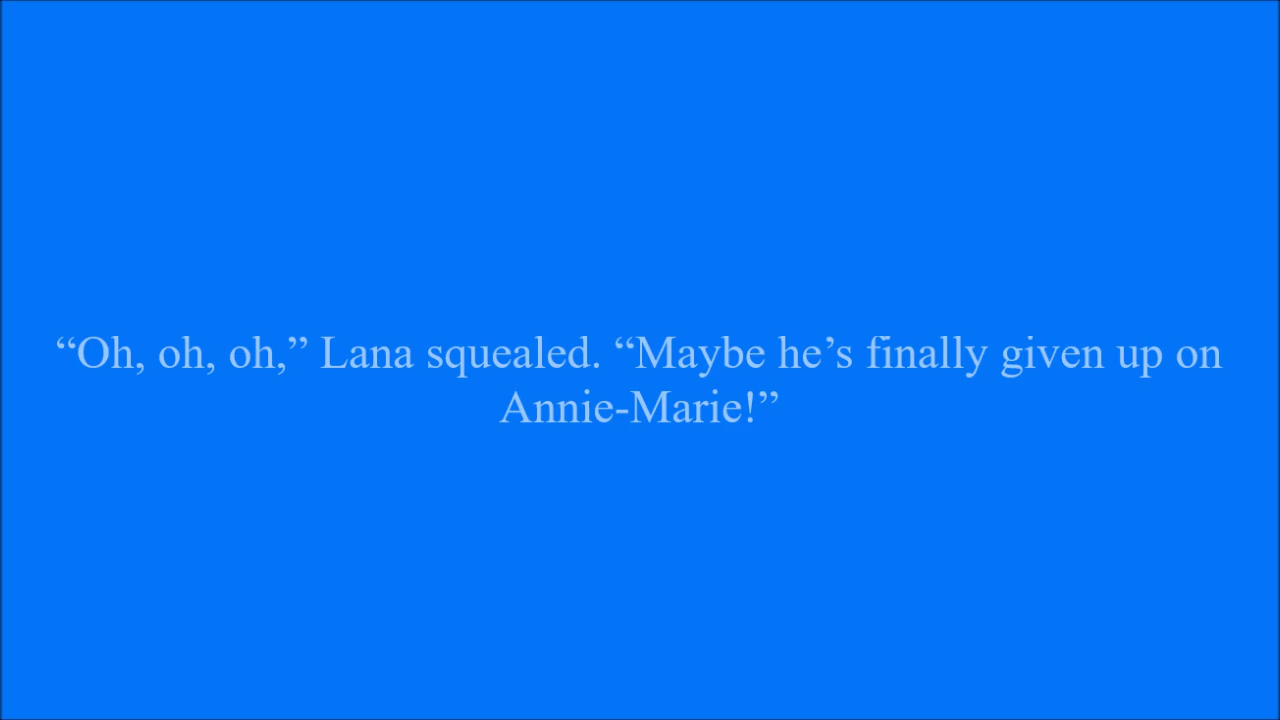 “Oh, oh, oh,” Lana squealed. “Maybe he’s finally given up on
Annie-Marie!”